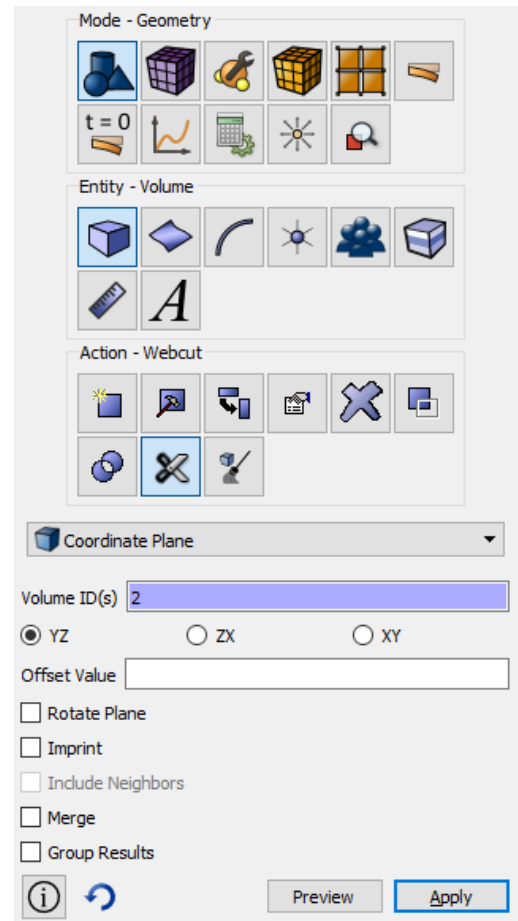 Mode - Geometry
t = 0
Entity - Volume
A
Action - Webcut
Coordinate Plane
Volume ID(s) 2
YZ ZX XY
Offset Value
Rotate Plane
Imprint
Include Neighbors
Merge
Group Results
i Preview Apply